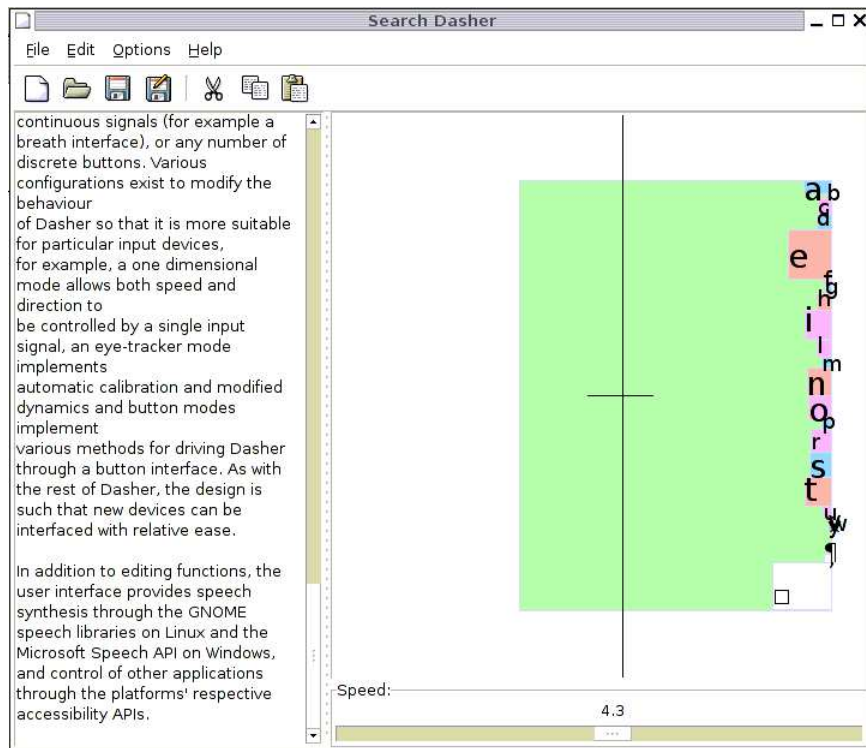 Search Dasher
File Edit Options Help
continuous signals (for example a
breath interface), or any number of
discrete buttons. Various
configurations exist to modify the
behaviour
of Dasher so that it is more suitable
for particular input devices,
for example, a one dimensional
mode allows both speed and
direction to
be controlled by a single input
signal, an eye-tracker mode
implements
automatic calibration and modified
dynamics and button modes
implement
various methods for driving Dasher
through a button interface. As with
the rest of Dasher, the design is
such that new devices can be
interfaced with relative ease.
In addition to editing functions, the
user interface provides speech
synthesis through the GNOME
speech libraries on Linux and the
Microsoft Speech API on Windows,
and control of other applications
through the platforms' respective
accessibility APIs.
a
b
c
d
e
f
g
h
i
l
m
n
o
p
r
s
t
u
w
y
¶
Speed:
4.3